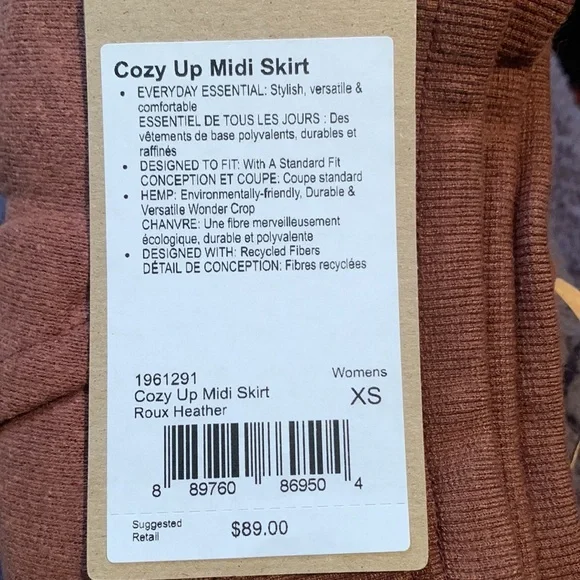 Cozy Up Midi Skirt
• EVERYDAY ESSENTIAL: Stylish, versatile &
comfortable
ESSENTIEL DE TOUS LES JOURS : Des
vêtements de base polyvalents, durables et
raffinés
• DESIGNED TO FIT: With A Standard Fit
CONCEPTION ET COUPE: Coupe standard
• HEMP: Environmentally-friendly, Durable &
Versatile Wonder Crop
CHANVRE: Une fibre merveilleusement
écologique, durable et polyvalente
• DESIGNED WITH: Recycled Fibers
DÉTAIL DE CONCEPTION: Fibres recyclées
1961291
Cozy Up Midi Skirt
Roux Heather
Womens
XS
8 89760 86950 4
Suggested
Retail
$89.00